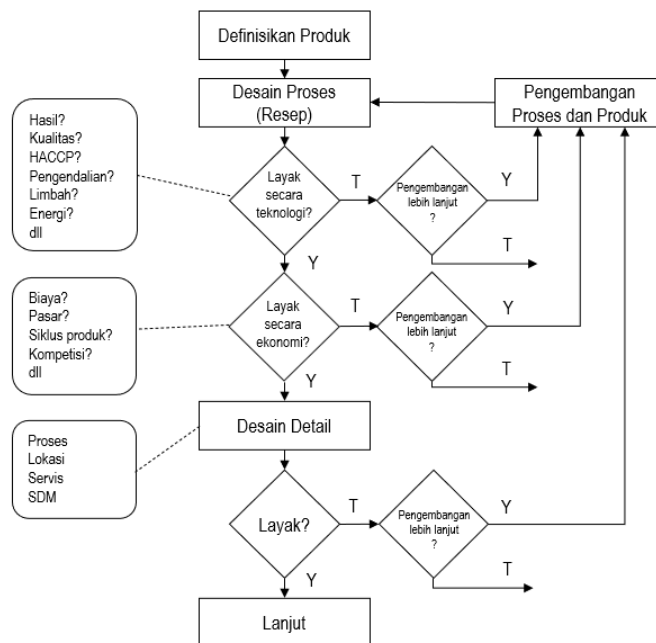 Definisikan Produk
Desain Proses
(Resep)
Pengembangan
Proses dan Produk
Hasil?
Kualitas?
HACCP?
Pengendalian?
Limbah?
Energi?
dll
Layak
secara
teknologi?
T
Pengembangan
lebih lanjut
?
Y
T
Y
Biaya?
Pasar?
Siklus produk?
Kompetisi?
dll
Layak
secara
ekonomi?
T
Pengembangan
lebih lanjut
?
Y
T
Y
Desain Detail
Proses
Lokasi
Servis
SDM
Layak?
T
Pengembangan
lebih lanjut
?
Y
T
Y
Lanjut